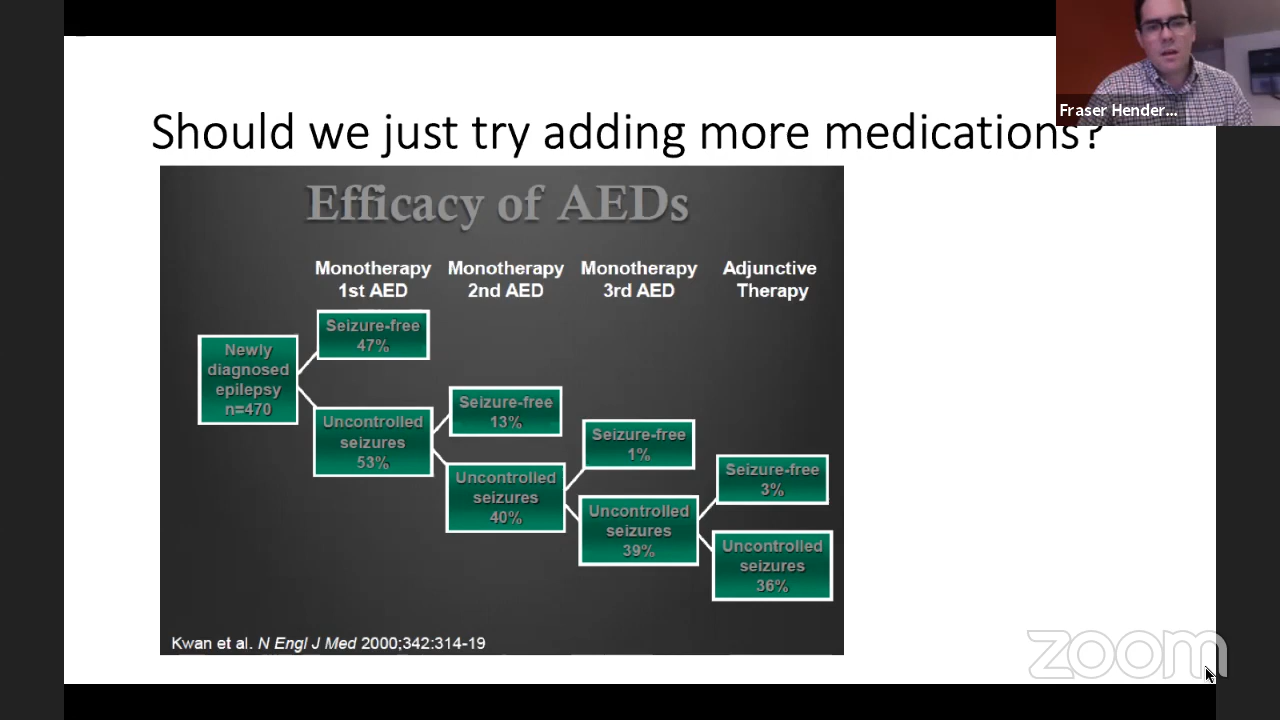 Fraser Hender...
Should we just try adding more medications?
Efficacy of AEDs
Monotherapy
1st AED
Monotherapy
2nd AED
Monotherapy
3rd AED
Adjunctive
Therapy
Newly
diagnosed
epilepsy
n=470
Seizure-free
47%
Uncontrolled
seizures
53%
Seizure-free
13%
Uncontrolled
seizures
40%
Seizure-free
1%
Uncontrolled
seizures
39%
Seizure-free
3%
Uncontrolled
seizures
36%
Kwan et al. N Engl J Med 2000;342:314-19
zoom